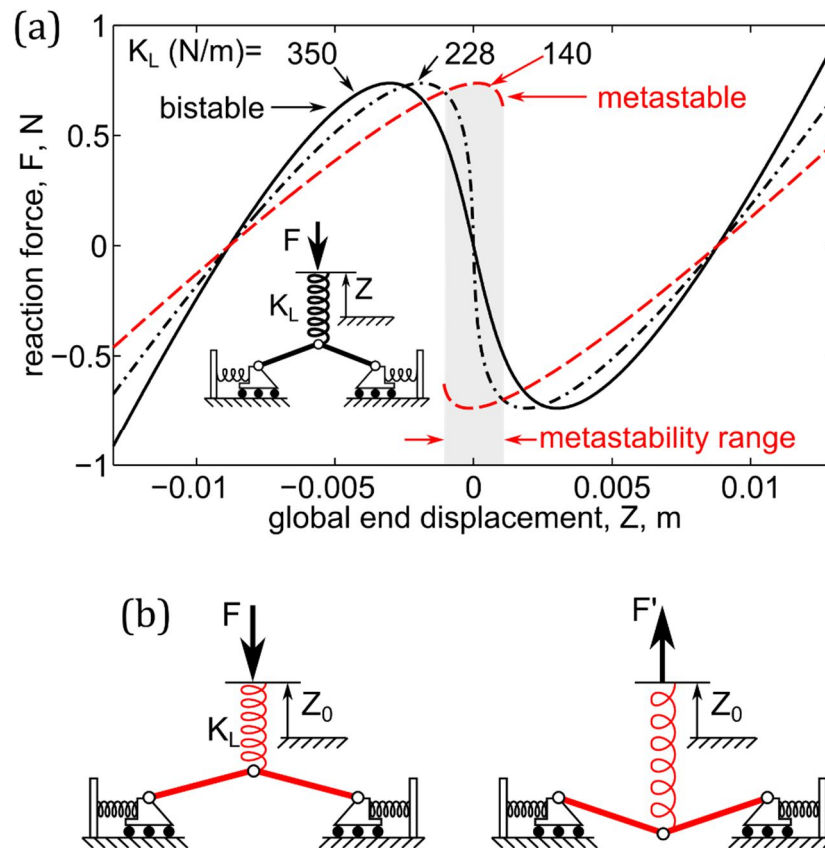 (a)
K_L (N/m)= 350 228 140
bistable
metastable
F
K_L
Z
metastability range
reaction force, F, N
1
0.5
0
−0.5
−1
−0.01 −0.005 0 0.005 0.01
global end displacement, Z, m
(b)
F
K_L
Z_0
F'
Z_0